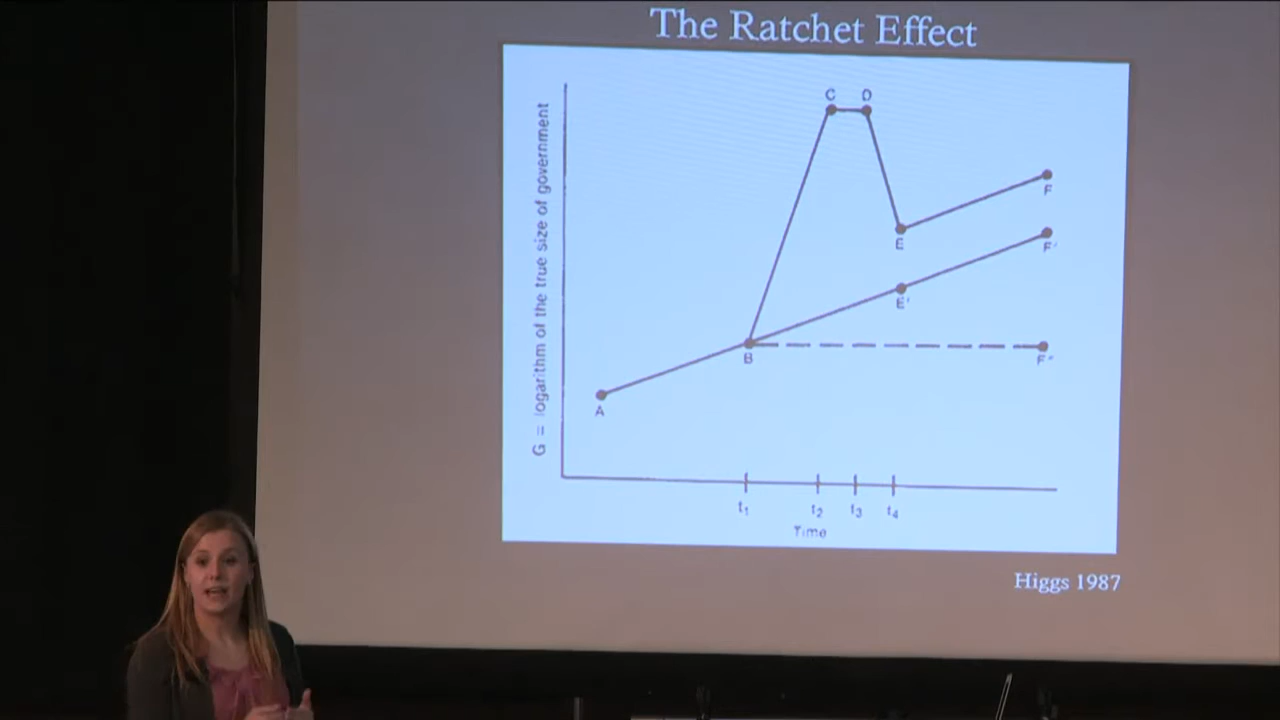 The Ratchet Effect
G = logarithm of the true size of government
C D
F
E
F'
E'
B
F"
A
t₁ t₂ t₃ t₄
Time
Higgs 1987